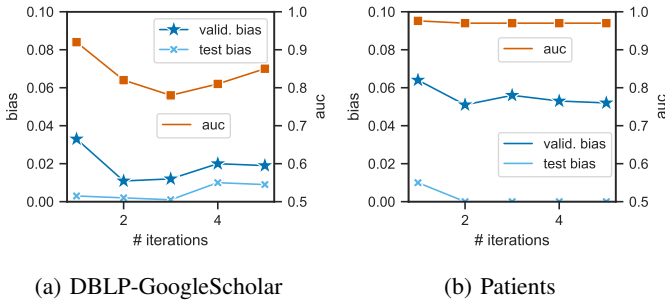 0.10
0.08
0.06
0.04
0.02
0.00
bias
valid. bias
test bias
auc
1.0
0.9
0.8
0.7
0.6
0.5
auc
2
4
# iterations
(a) DBLP-GoogleScholar
0.10
0.08
0.06
0.04
0.02
0.00
bias
auc
valid. bias
test bias
1.0
0.9
0.8
0.7
0.6
0.5
auc
2
4
# iterations
(b) Patients